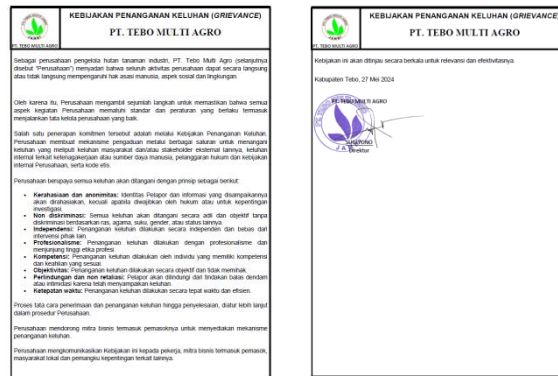 KEBIJAKAN PENANGANAN KELUHAN (GRIEVANCE)
PT. TEBO MULTI AGRO
PT. TEBO MULTI AGRO
Sebagai perusahaan pengelola hutan tanaman industri, PT. Tebo Multi Agro (selanjutnya
disebut "Perusahaan") menyadari bahwa seluruh aktivitas perusahaan dapat secara langsung
atau tidak langsung mempengaruhi hak asasi manusia, aspek sosial dan lingkungan.
Oleh karena itu, Perusahaan mengambil sejumlah langkah untuk memastikan bahwa semua
aspek kegiatan Perusahaan mematuhi standar dan peraturan yang berlaku termasuk
menjalankan tata kelola perusahaan yang baik.
Salah satu penerapan komitmen tersebut adalah melalui Kebijakan Penanganan Keluhan.
Perusahaan membuat mekanisme pengaduan melalui berbagai saluran untuk menangani
keluhan yang meliputi keluhan masyarakat dan/atau stakeholder eksternal lainnya, keluhan
internal terkait ketenagakerjaan atau sumber daya manusia, pelanggaran hukum dan kebijakan
internal Perusahaan, serta kode etis.
Perusahaan berupaya semua keluhan akan ditangani dengan prinsip sebagai berikut:
• Kerahasiaan dan anonimitas: Identitas Pelapor dan informasi yang disampaikannya
akan dirahasiakan, kecuali apabila diwajibkan oleh hukum atau untuk kepentingan
investigasi.
• Non diskriminasi: Semua keluhan akan ditangani secara adil dan objektif tanpa
diskriminasi berdasarkan ras, agama, suku, gender, atau status lainnya.
• Independensi: Penanganan keluhan dilakukan secara independen dan bebas dari
intervensi pihak lain.
• Profesionalisme: Penanganan keluhan dilakukan dengan profesionalisme dan
menjunjung tinggi etika profesi.
• Kompetensi: Penanganan keluhan dilakukan oleh individu yang memiliki kompetensi
dan keahlian yang sesuai.
• Objektivitas: Penanganan keluhan dilakukan secara objektif dan tidak memihak.
• Perlindungan dan non retaliasi: Pelapor akan dilindungi dari tindakan balas dendam
atau intimidasi karena telah menyampaikan keluhan.
• Ketepatan waktu: Penanganan keluhan dilakukan secara tepat waktu dan efisien.
Proses tata cara penerimaan dan penanganan keluhan hingga penyelesaian, diatur lebih lanjut
dalam prosedur Perusahaan.
Perusahaan mendorong mitra bisnis termasuk pemasoknya untuk menyediakan mekanisme
penanganan keluhan.
Perusahaan mengkomunikasikan Kebijakan ini kepada pekerja, mitra bisnis termasuk pemasok,
masyarakat lokal dan pemangku kepentingan terkait lainnya.
KEBIJAKAN PENANGANAN KELUHAN (GRIEVANCE)
PT. TEBO MULTI AGRO
PT. TEBO MULTI AGRO
Kebijakan ini akan ditinjau secara berkala untuk relevansi dan efektivitasnya.
Kabupaten Tebo, 27 Mei 2024
PT. TEBO MULTI AGRO
SUGIYONO
Direktur